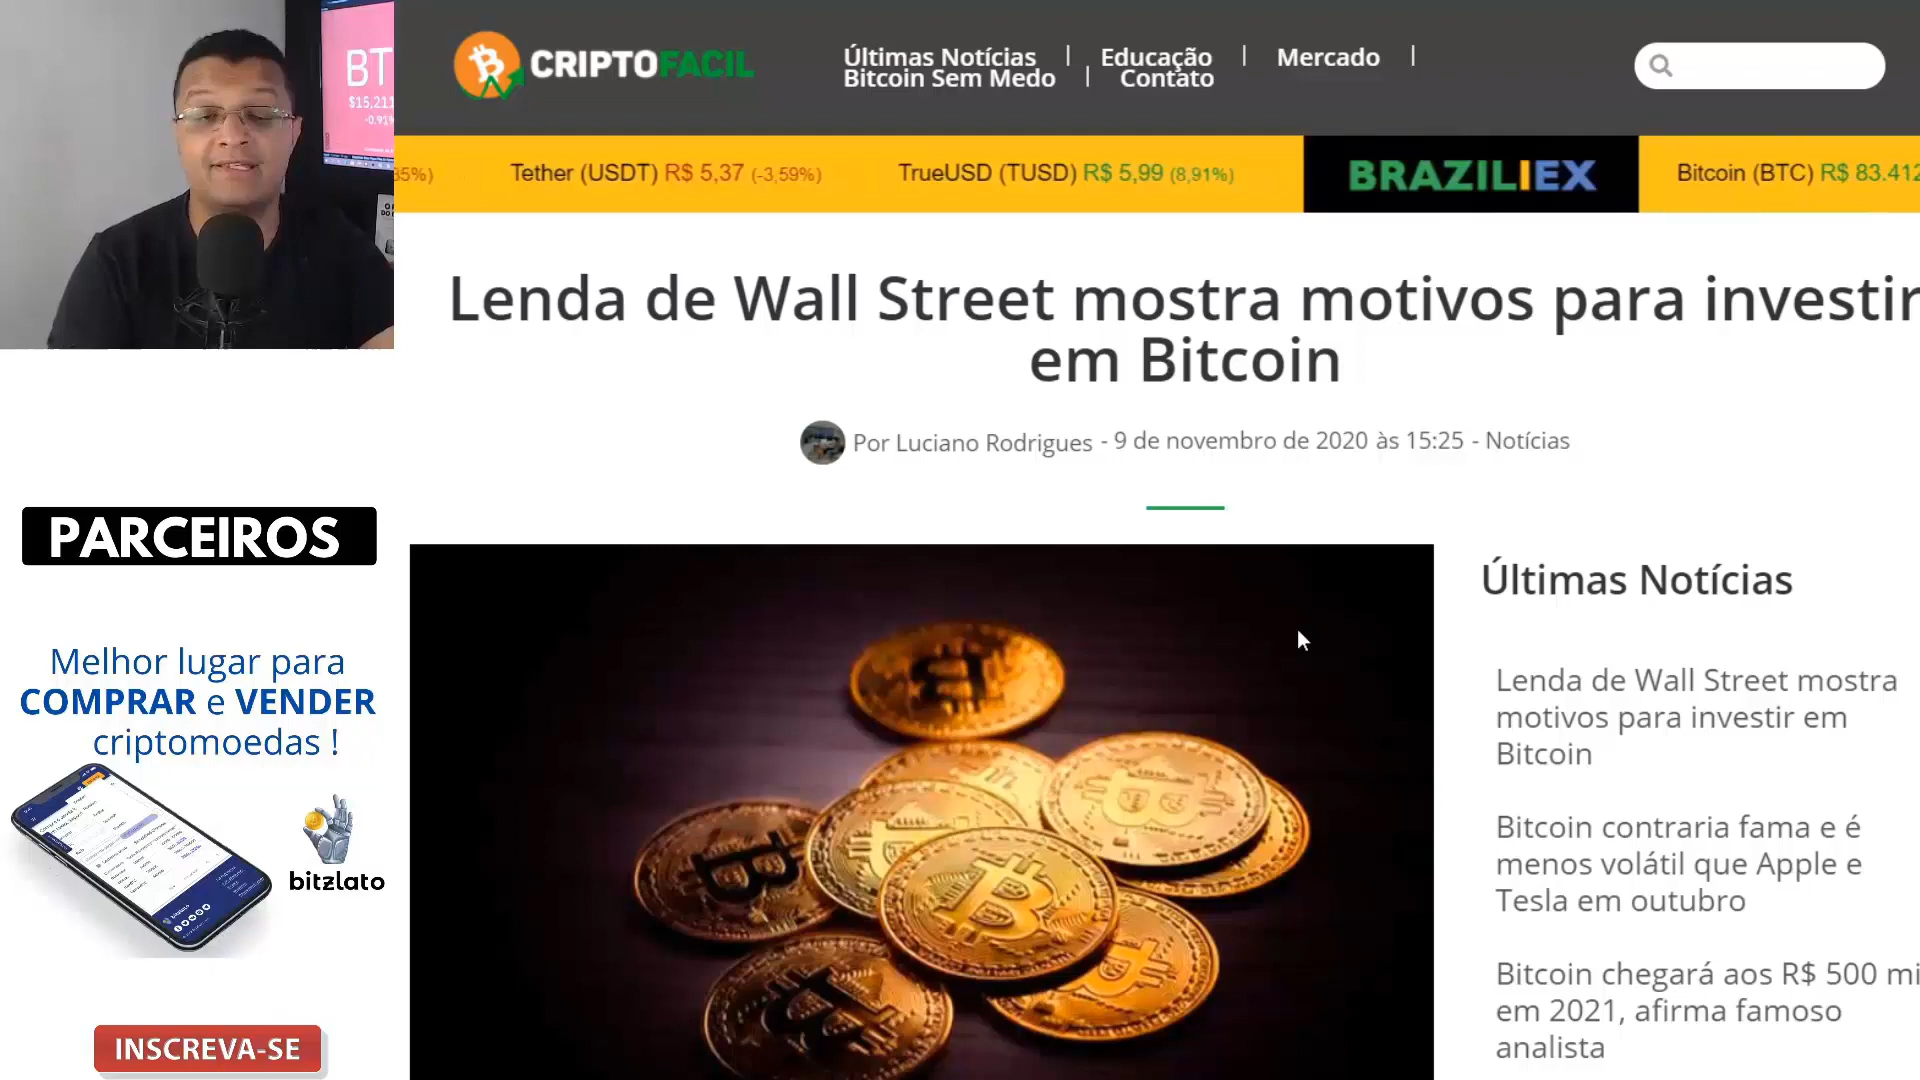 BT
$15,21
-0.91%
CRIPTOFACIL
Últimas Notícias | Educação | Mercado |
Bitcoin Sem Medo | Contato
35%) Tether (USDT) R$ 5,37 (-3,59%) TrueUSD (TUSD) R$ 5,99 (8,91%) BRAZILIEX Bitcoin (BTC) R$ 83.412
Lenda de Wall Street mostra motivos para investir
em Bitcoin
Por Luciano Rodrigues - 9 de novembro de 2020 às 15:25 - Notícias
PARCEIROS
Melhor lugar para
COMPRAR e VENDER
criptomoedas !
bitzlato
INSCREVA-SE
Últimas Notícias
Lenda de Wall Street mostra
motivos para investir em
Bitcoin
Bitcoin contraria fama e é
menos volátil que Apple e
Tesla em outubro
Bitcoin chegará aos R$ 500 mi
em 2021, afirma famoso
analista